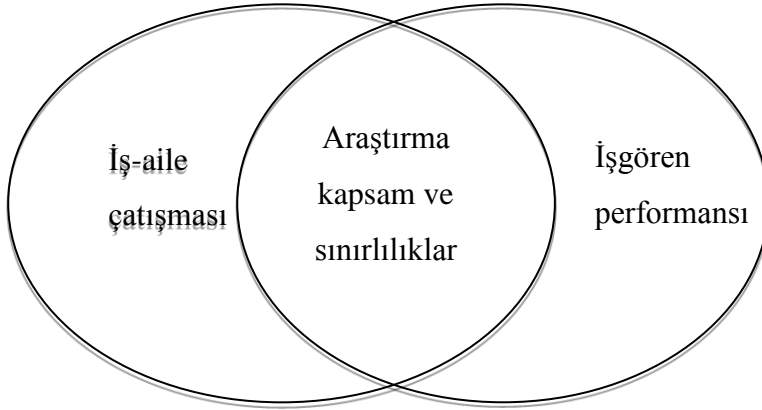 İş-aile
çatışması
Araştırma
kapsam ve
sınırlılıklar
İşgören
performansı